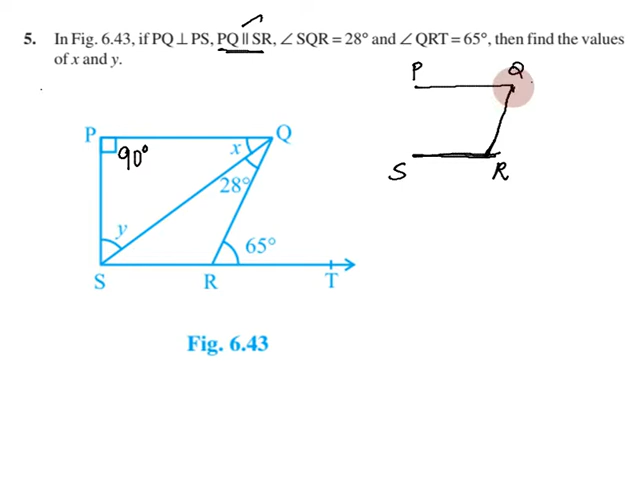 5. In Fig. 6.43, if PQ ⊥ PS, PQ || SR, ∠ SQR = 28° and ∠ QRT = 65°, then find the values
of x and y.
P Q
S R
P 90° x Q
28°
y
65°
S R T
Fig. 6.43